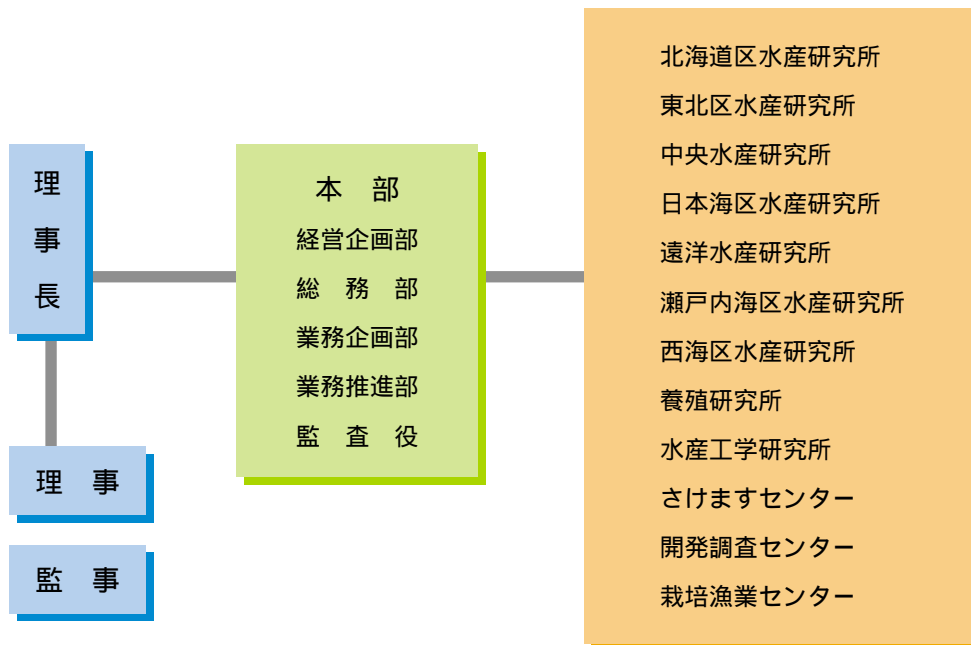 理事長
理　事
監　事
本　部
経営企画部
総　務　部
業務企画部
業務推進部
監　査　役
北海道区水産研究所
東北区水産研究所
中央水産研究所
日本海区水産研究所
遠洋水産研究所
瀬戸内海区水産研究所
西海区水産研究所
養殖研究所
水産工学研究所
さけますセンター
開発調査センター
栽培漁業センター